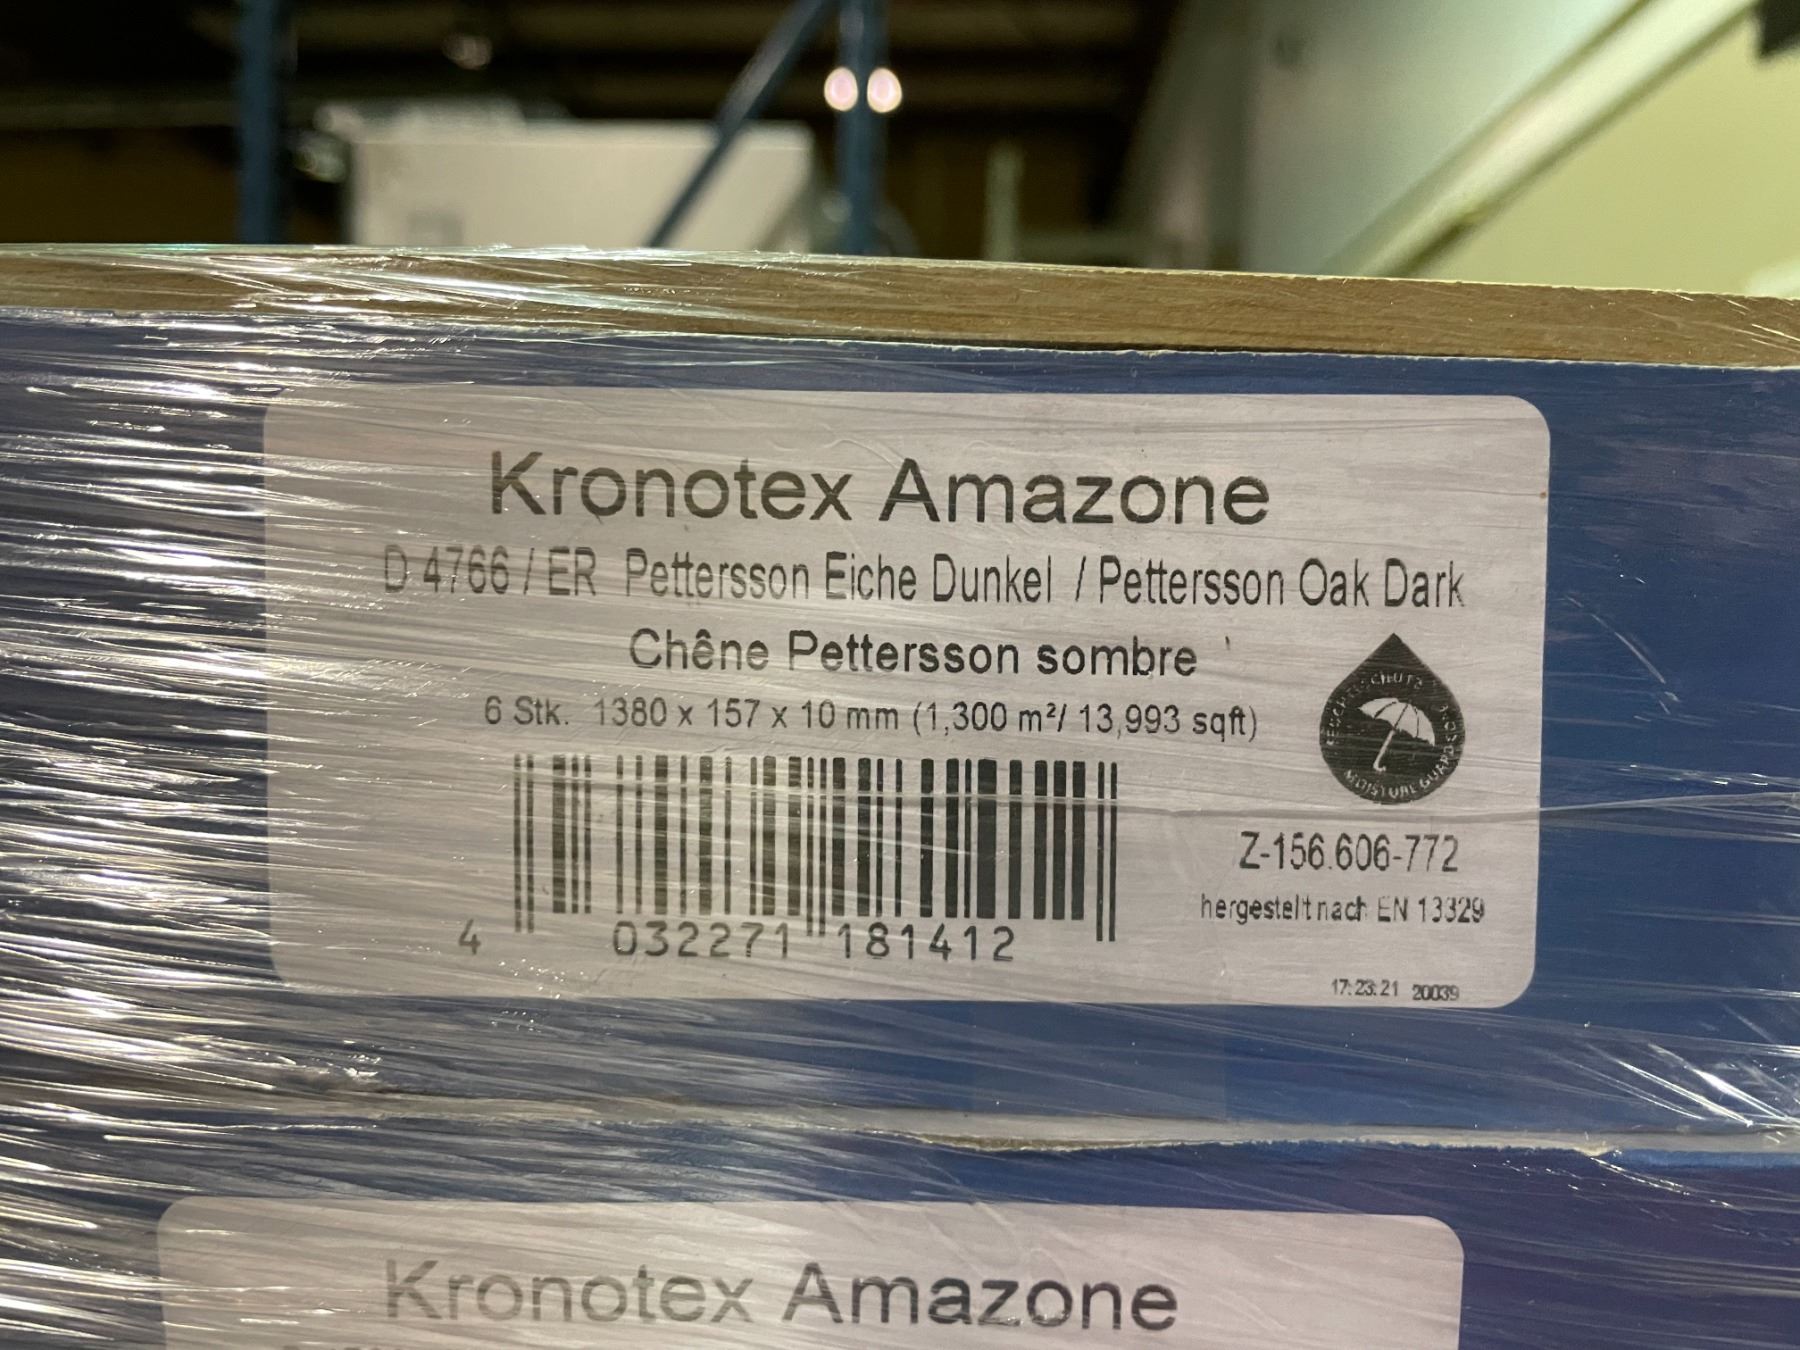 Kronotex Amazone
D 4766 / ER Pettersson Eiche Dunkel / Pettersson Oak Dark
Chêne Pettersson sombre
6 Stk. 1380 x 157 x 10 mm (1,300 m²/ 13,993 sqft)
MOISTURE GUARD
4 032271 181412
Z-156.606-772
hergestellt nach EN 13329
17:23:21 20039
Kronotex Amazone